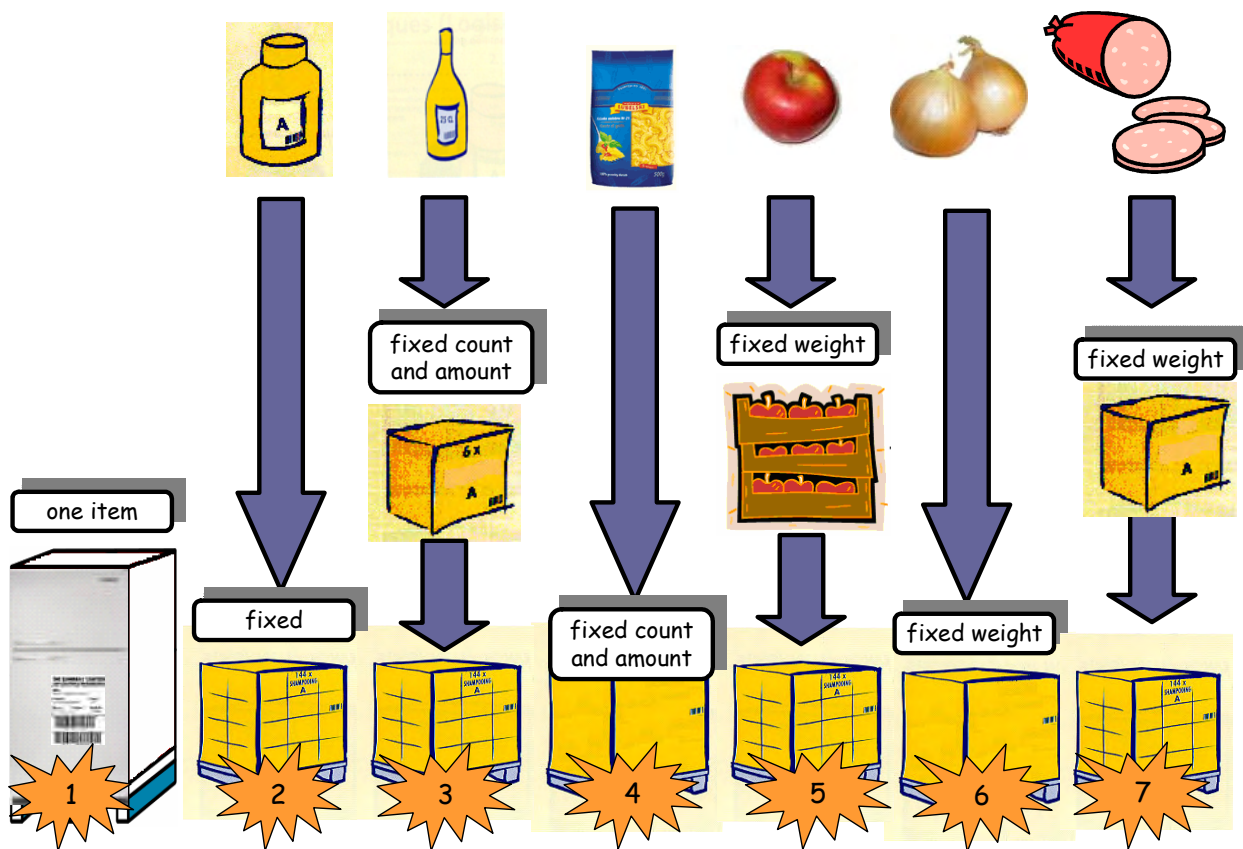 A
25 CL
500g
fixed count
and amount
fixed weight
fixed weight
6 x
A
A
one item
fixed
fixed count
and amount
fixed weight
144 x
SHAMPOOING
A
144 x
SHAMPOOING
A
144 x
SHAMPOOING
A
144 x
SHAMPOOING
A
1
2
3
4
5
6
7